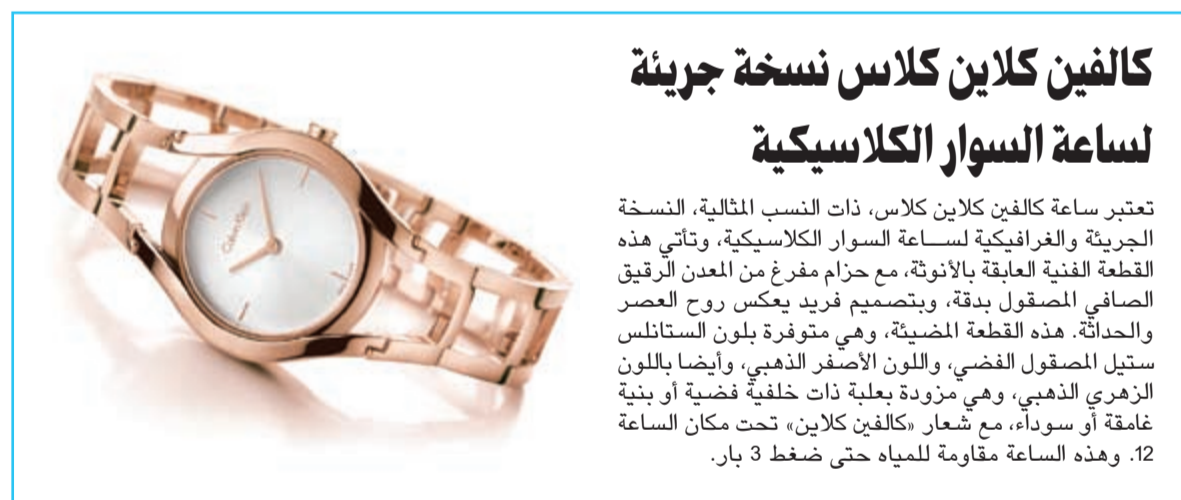 كالفين كلاين كلاس نسخة جريئة
لساعة السوار الكلاسيكية
تعتبر ساعة كالفين كلاين كلاس، ذات النسب المثالية، النسخة
الجريئة والغرافيكية لســـاعة السوار الكلاسيكية، وتأتي هذه
القطعة الفنية العابقة بالأنوثة، مع حزام مفرغ من المعدن الرقيق
الصافي المصقول بدقة، وبتصميم فريد يعكس روح العصر
والحداثة. هذه القطعة المضيئة، وهي متوفرة بلون الستانلس
ستيل المصقول الفضي، واللون الأصفر الذهبي، وأيضا باللون
الزهري الذهبي، وهي مزودة بعلبة ذات خلفية فضية أو بنية
غامقة أو سوداء، مع شعار «كالفين كلاين» تحت مكان الساعة
12. وهذه الساعة مقاومة للمياه حتى ضغط 3 بار.
Calvin Klein